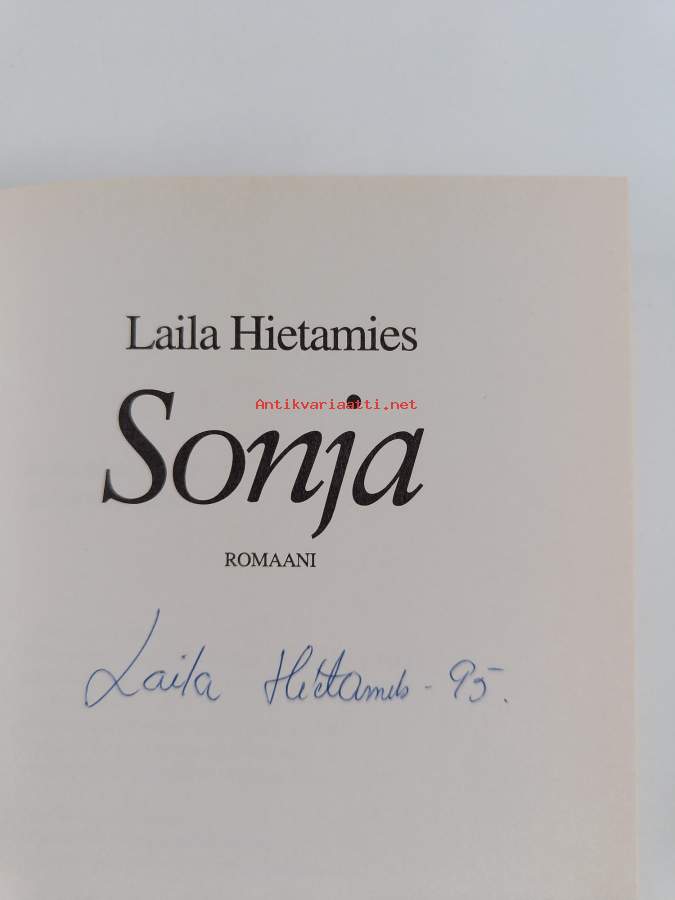 Laila Hietamies
Sonja
Antikvariaatti.net
ROMAANI
Laila Hietamies - 95.